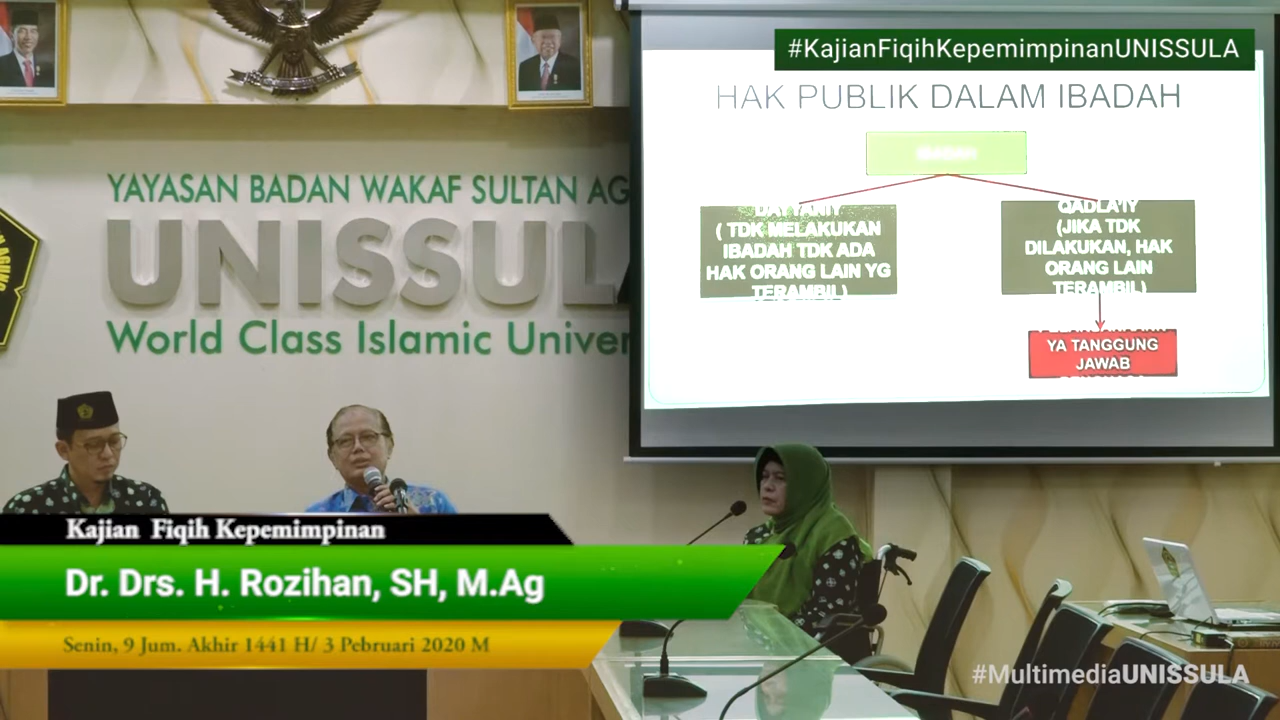 #KajianFiqihKepemimpinanUNISSULA
HAK PUBLIK DALAM IBADAH
( TDK MELAKUKAN
IBADAH TDK ADA
HAK ORANG LAIN YG
TERAMBIL)
QADLA'IY
(JIKA TDK
DILAKUKAN, HAK
ORANG LAIN
TERAMBIL)
YA TANGGUNG
JAWAB
YAYASAN BADAN WAKAF SULTAN AG
UNISSULA
World Class Islamic Univer
Kajian Fiqih Kepemimpinan
Dr. Drs. H. Rozihan, SH, M.Ag
Senin, 9 Jum. Akhir 1441 H/ 3 Pebruari 2020 M
#MultimediaUNISSULA